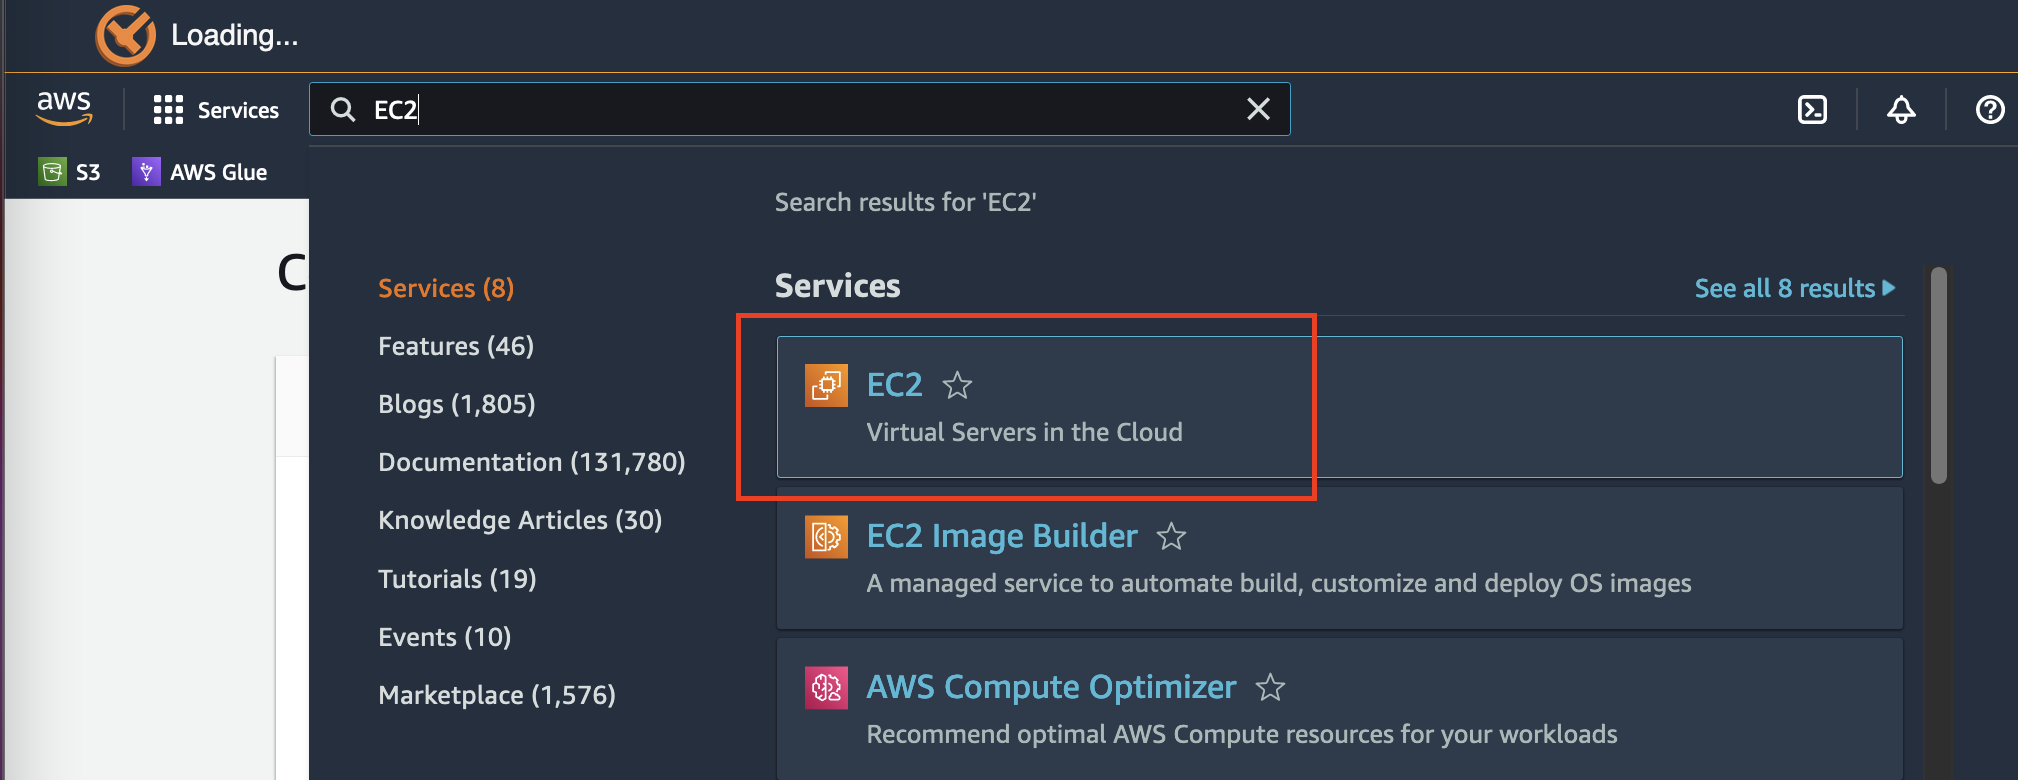 Loading...
aws
Services
EC2
S3
AWS Glue
Search results for 'EC2'
C
Services (8)
Features (46)
Blogs (1,805)
Documentation (131,780)
Knowledge Articles (30)
Tutorials (19)
Events (10)
Marketplace (1,576)
Services
See all 8 results
EC2
Virtual Servers in the Cloud
EC2 Image Builder
A managed service to automate build, customize and deploy OS images
AWS Compute Optimizer
Recommend optimal AWS Compute resources for your workloads